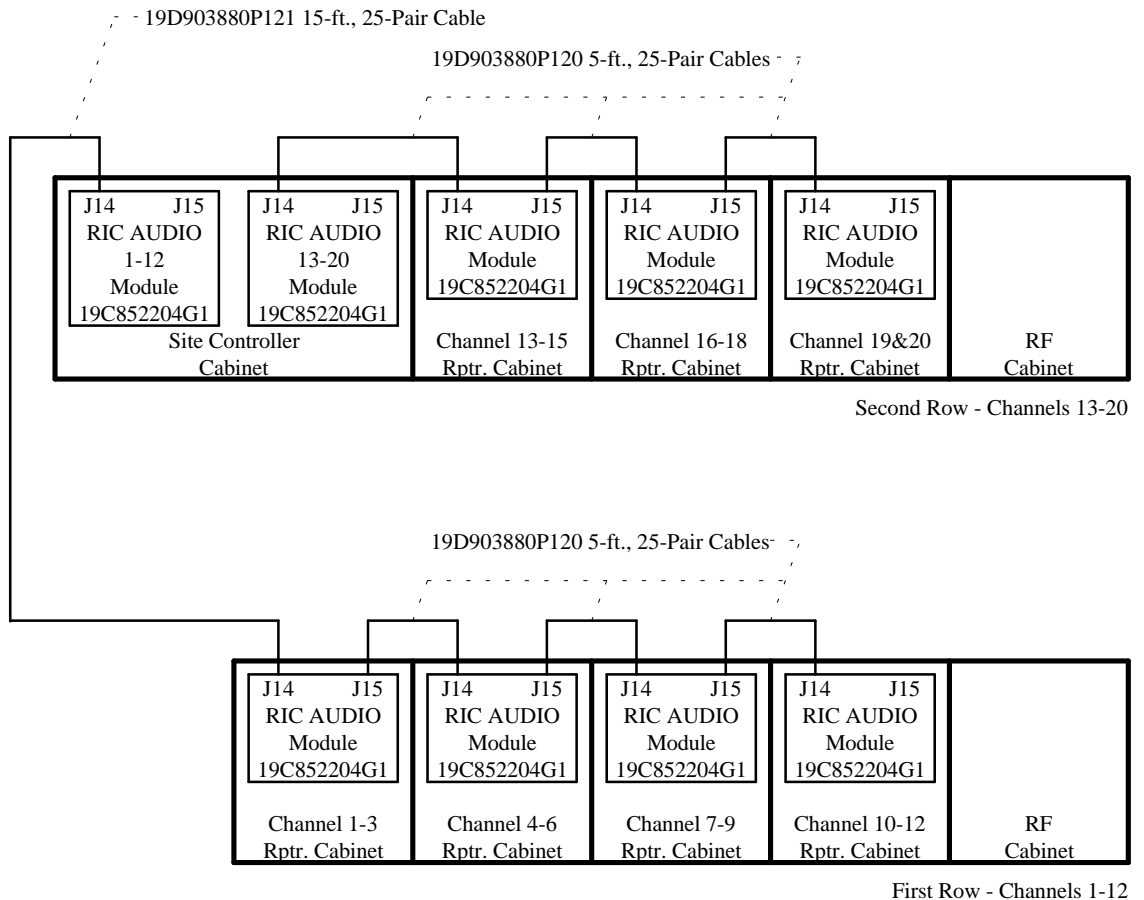 19D903880P121 15-ft., 25-Pair Cable
19D903880P120 5-ft., 25-Pair Cables
J14 J15
RIC AUDIO
1-12
Module
19C852204G1
J14 J15
RIC AUDIO
13-20
Module
19C852204G1
Site Controller
Cabinet
J14 J15
RIC AUDIO
Module
19C852204G1
Channel 13-15
Rptr. Cabinet
J14 J15
RIC AUDIO
Module
19C852204G1
Channel 16-18
Rptr. Cabinet
J14 J15
RIC AUDIO
Module
19C852204G1
Channel 19&20
Rptr. Cabinet
RF
Cabinet
Second Row - Channels 13-20
19D903880P120 5-ft., 25-Pair Cables
J14 J15
RIC AUDIO
Module
19C852204G1
Channel 1-3
Rptr. Cabinet
J14 J15
RIC AUDIO
Module
19C852204G1
Channel 4-6
Rptr. Cabinet
J14 J15
RIC AUDIO
Module
19C852204G1
Channel 7-9
Rptr. Cabinet
J14 J15
RIC AUDIO
Module
19C852204G1
Channel 10-12
Rptr. Cabinet
RF
Cabinet
First Row - Channels 1-12